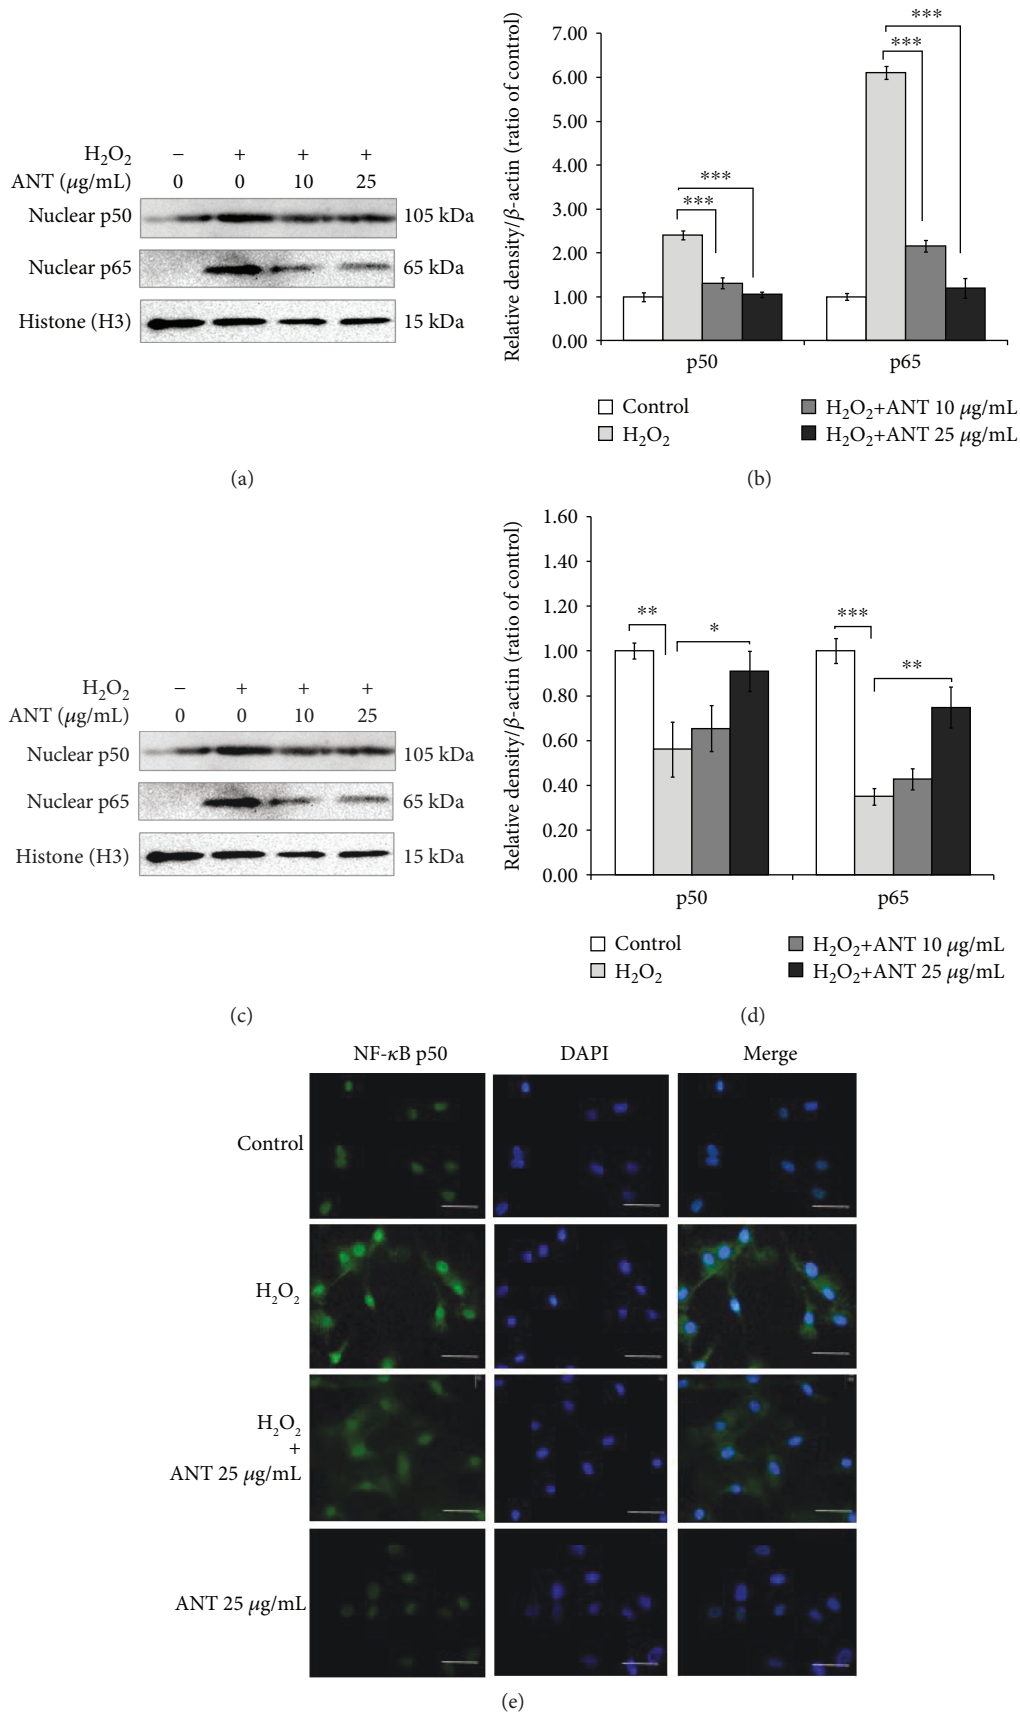 H₂O₂ − + + +
ANT (μg/mL) 0 0 10 25
Nuclear p50 105 kDa
Nuclear p65 65 kDa
Histone (H3) 15 kDa
(a)
Relative density/β-actin (ratio of control)
7.00
6.00
5.00
4.00
3.00
2.00
1.00
0.00
***
***
***
***
p50 p65
Control
H₂O₂
H₂O₂+ANT 10 μg/mL
H₂O₂+ANT 25 μg/mL
(b)
H₂O₂ − + + +
ANT (μg/mL) 0 0 10 25
Nuclear p50 105 kDa
Nuclear p65 65 kDa
Histone (H3) 15 kDa
(c)
Relative density/β-actin (ratio of control)
1.60
1.40
1.20
1.00
0.80
0.60
0.40
0.20
0.00
**
*
***
**
p50 p65
Control
H₂O₂
H₂O₂+ANT 10 μg/mL
H₂O₂+ANT 25 μg/mL
(d)
NF-κB p50 DAPI Merge
Control
H₂O₂
H₂O₂
+
ANT 25 μg/mL
ANT 25 μg/mL
(e)